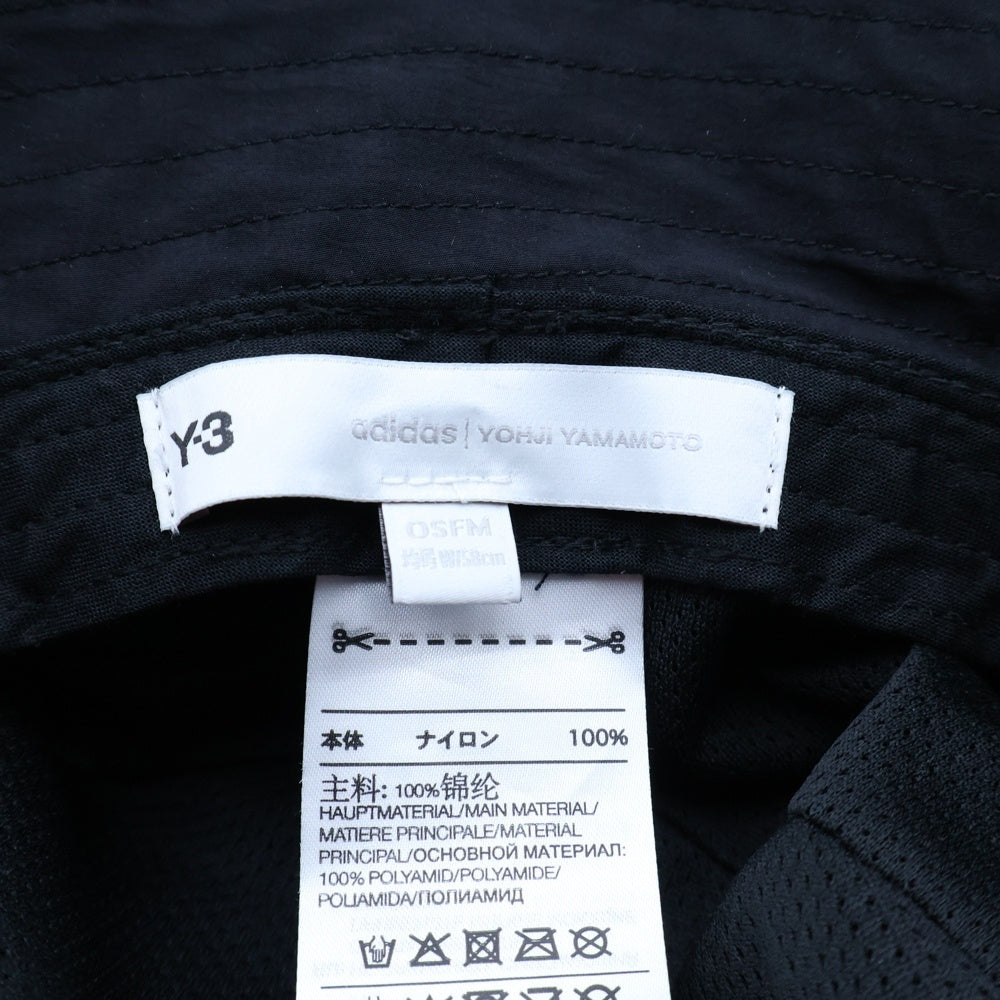 Y-3 adidas | YOHJI YAMAMOTO
OSFM
58cm
本体 ナイロン 100%
主料: 100%锦纶
HAUPTMATERIAL/MAIN MATERIAL/
MATIERE PRINCIPALE/MATERIAL
PRINCIPAL/ОСНОВНОЙ МАТЕРИАЛ:
100% POLYAMID/POLYAMIDE/
POLIAMIDA/ПОЛИАМИД